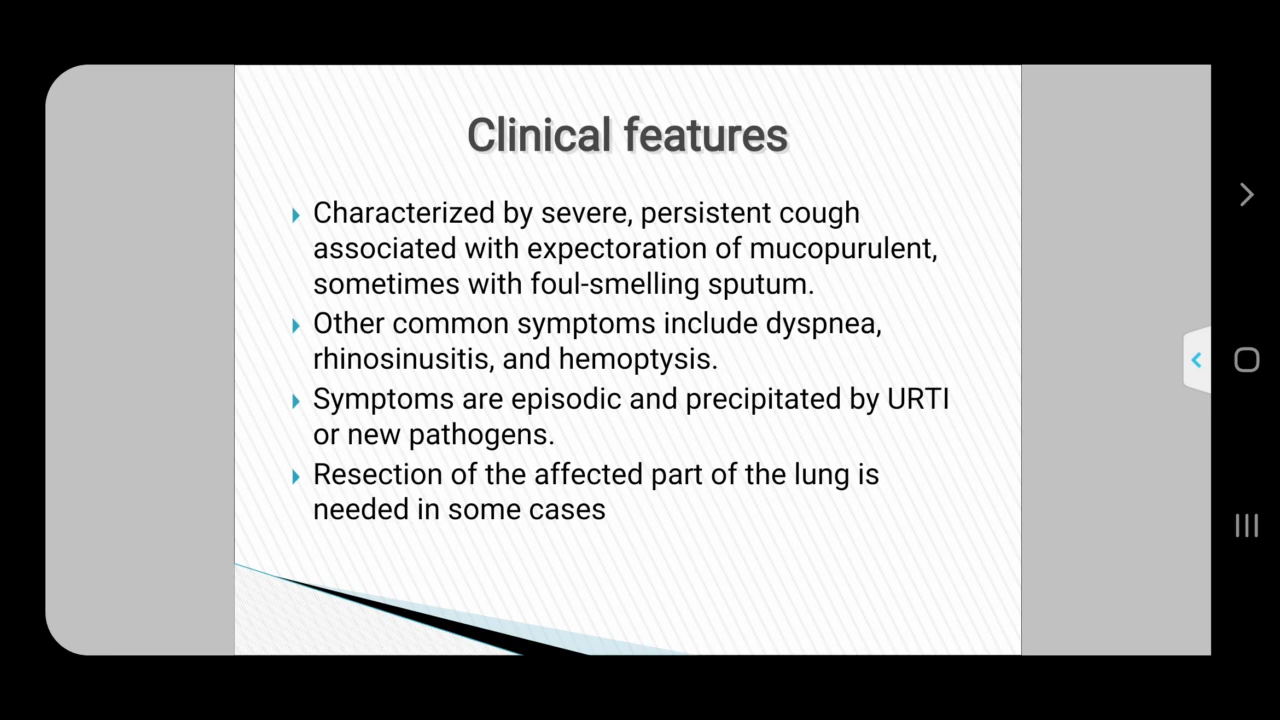 Clinical features
Characterized by severe, persistent cough
associated with expectoration of mucopurulent,
sometimes with foul-smelling sputum.
Other common symptoms include dyspnea,
rhinosinusitis, and hemoptysis.
Symptoms are episodic and precipitated by URTI
or new pathogens.
Resection of the affected part of the lung is
needed in some cases